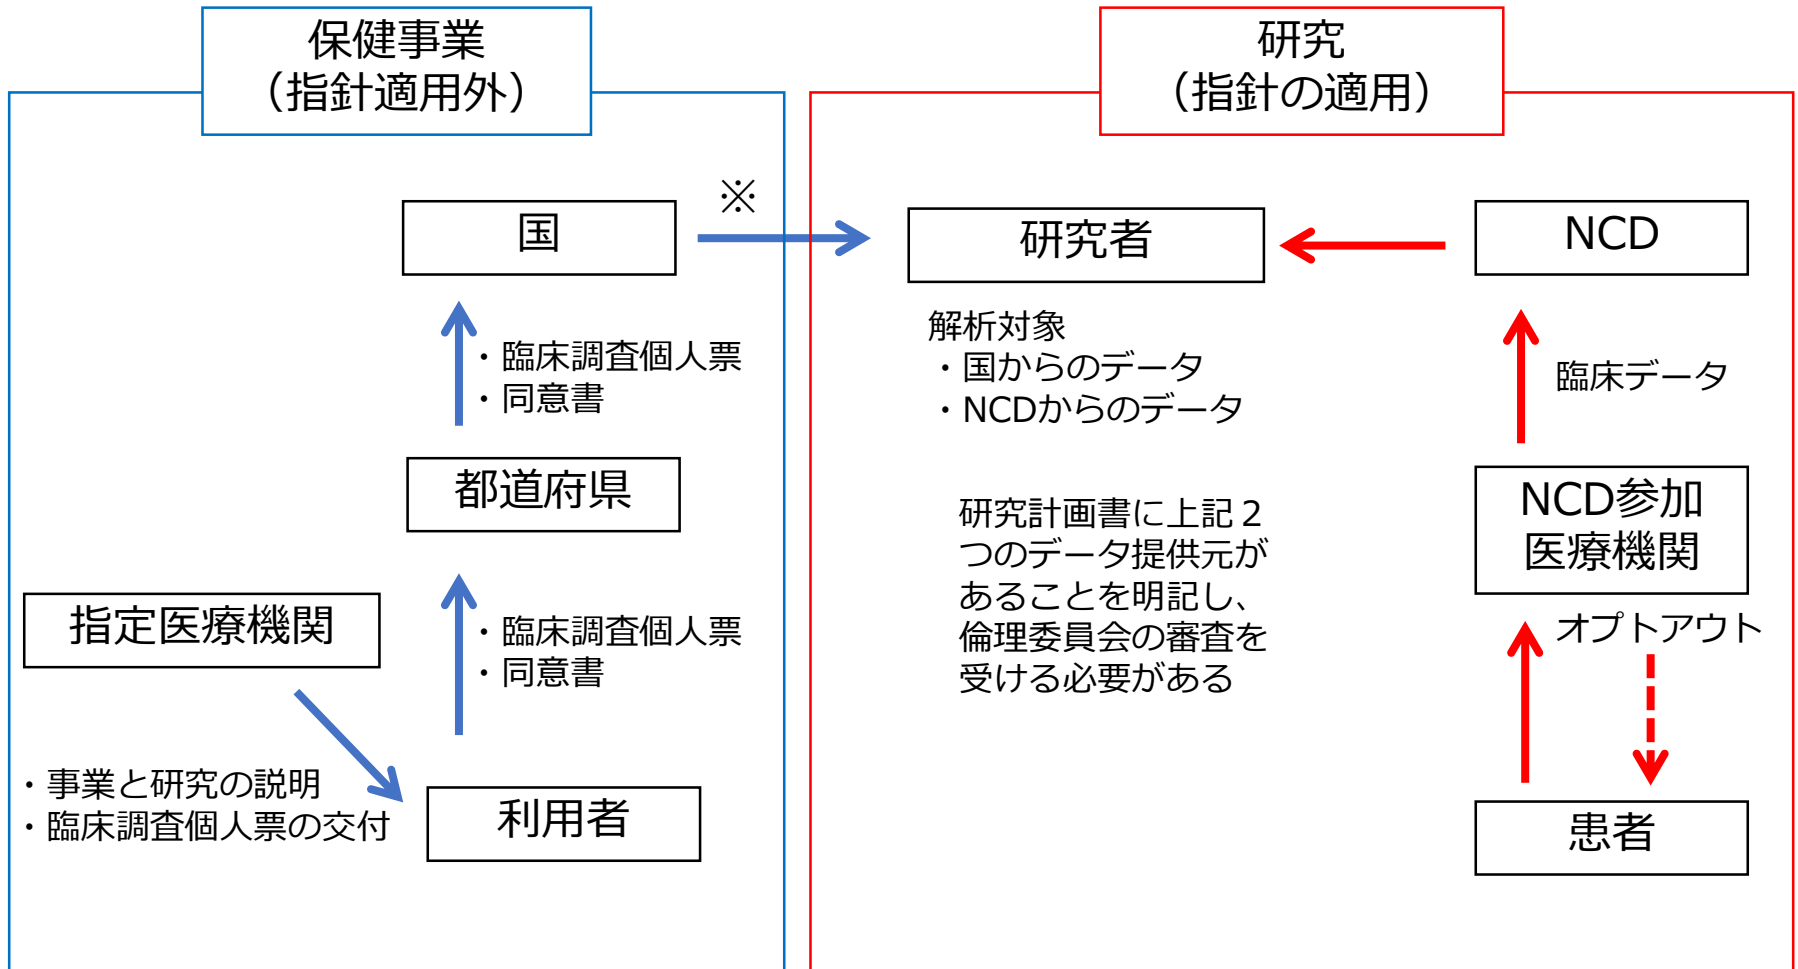 保健事業
（指針適用外）
研究
（指針の適用）
国
※
研究者
NCD
・臨床調査個人票
・同意書
解析対象
・国からのデータ
・NCDからのデータ
臨床データ
都道府県
研究計画書に上記２
つのデータ提供元が
あることを明記し、
倫理委員会の審査を
受ける必要がある
NCD参加
医療機関
指定医療機関
・臨床調査個人票
・同意書
オプトアウト
・事業と研究の説明
・臨床調査個人票の交付
利用者
患者